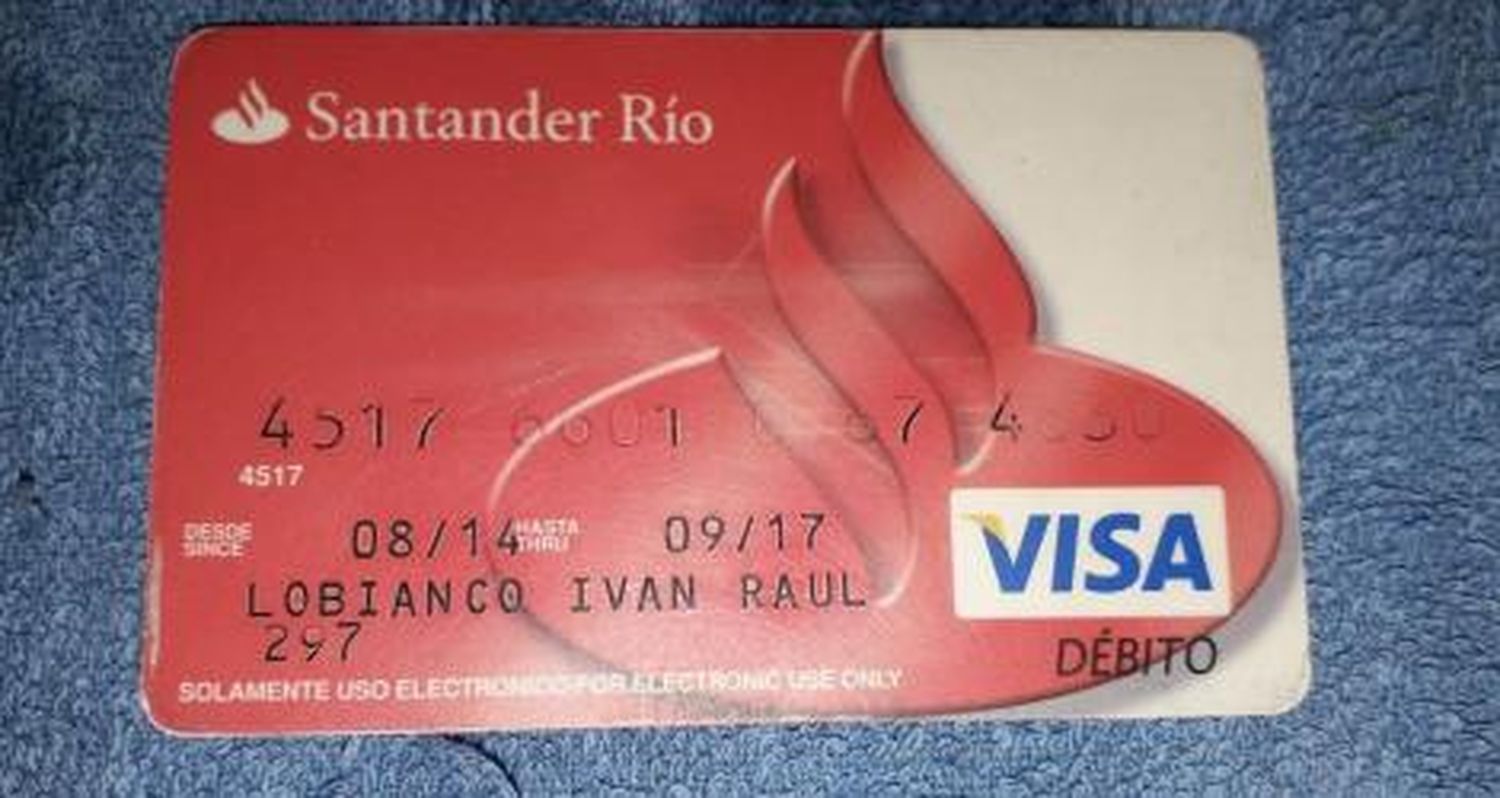 Santander Río
4517
4517
DESDE 08/14 HASTA 09/17
SINCE THRU
LOBIANCO IVAN RAUL
297
SOLAMENTE USO ELECTRONICO-FOR ELECTRONIC USE ONLY
VISA
DÉBITO